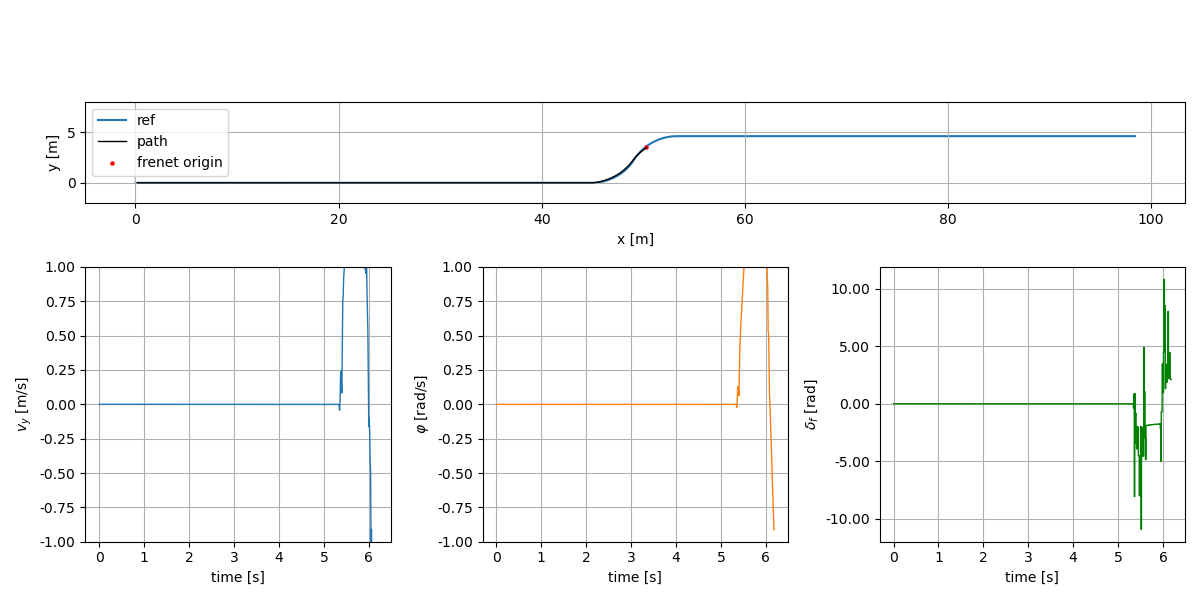 y [m]
5
0
ref
path
frenet origin
0 20 40 60 80 100
x [m]
v_y [m/s]
1.00
0.75
0.50
0.25
0.00
-0.25
-0.50
-0.75
-1.00
0 1 2 3 4 5 6
time [s]
φ [rad/s]
1.00
0.75
0.50
0.25
0.00
-0.25
-0.50
-0.75
-1.00
0 1 2 3 4 5 6
time [s]
δ_f [rad]
10.00
5.00
0.00
-5.00
-10.00
0 1 2 3 4 5 6
time [s]